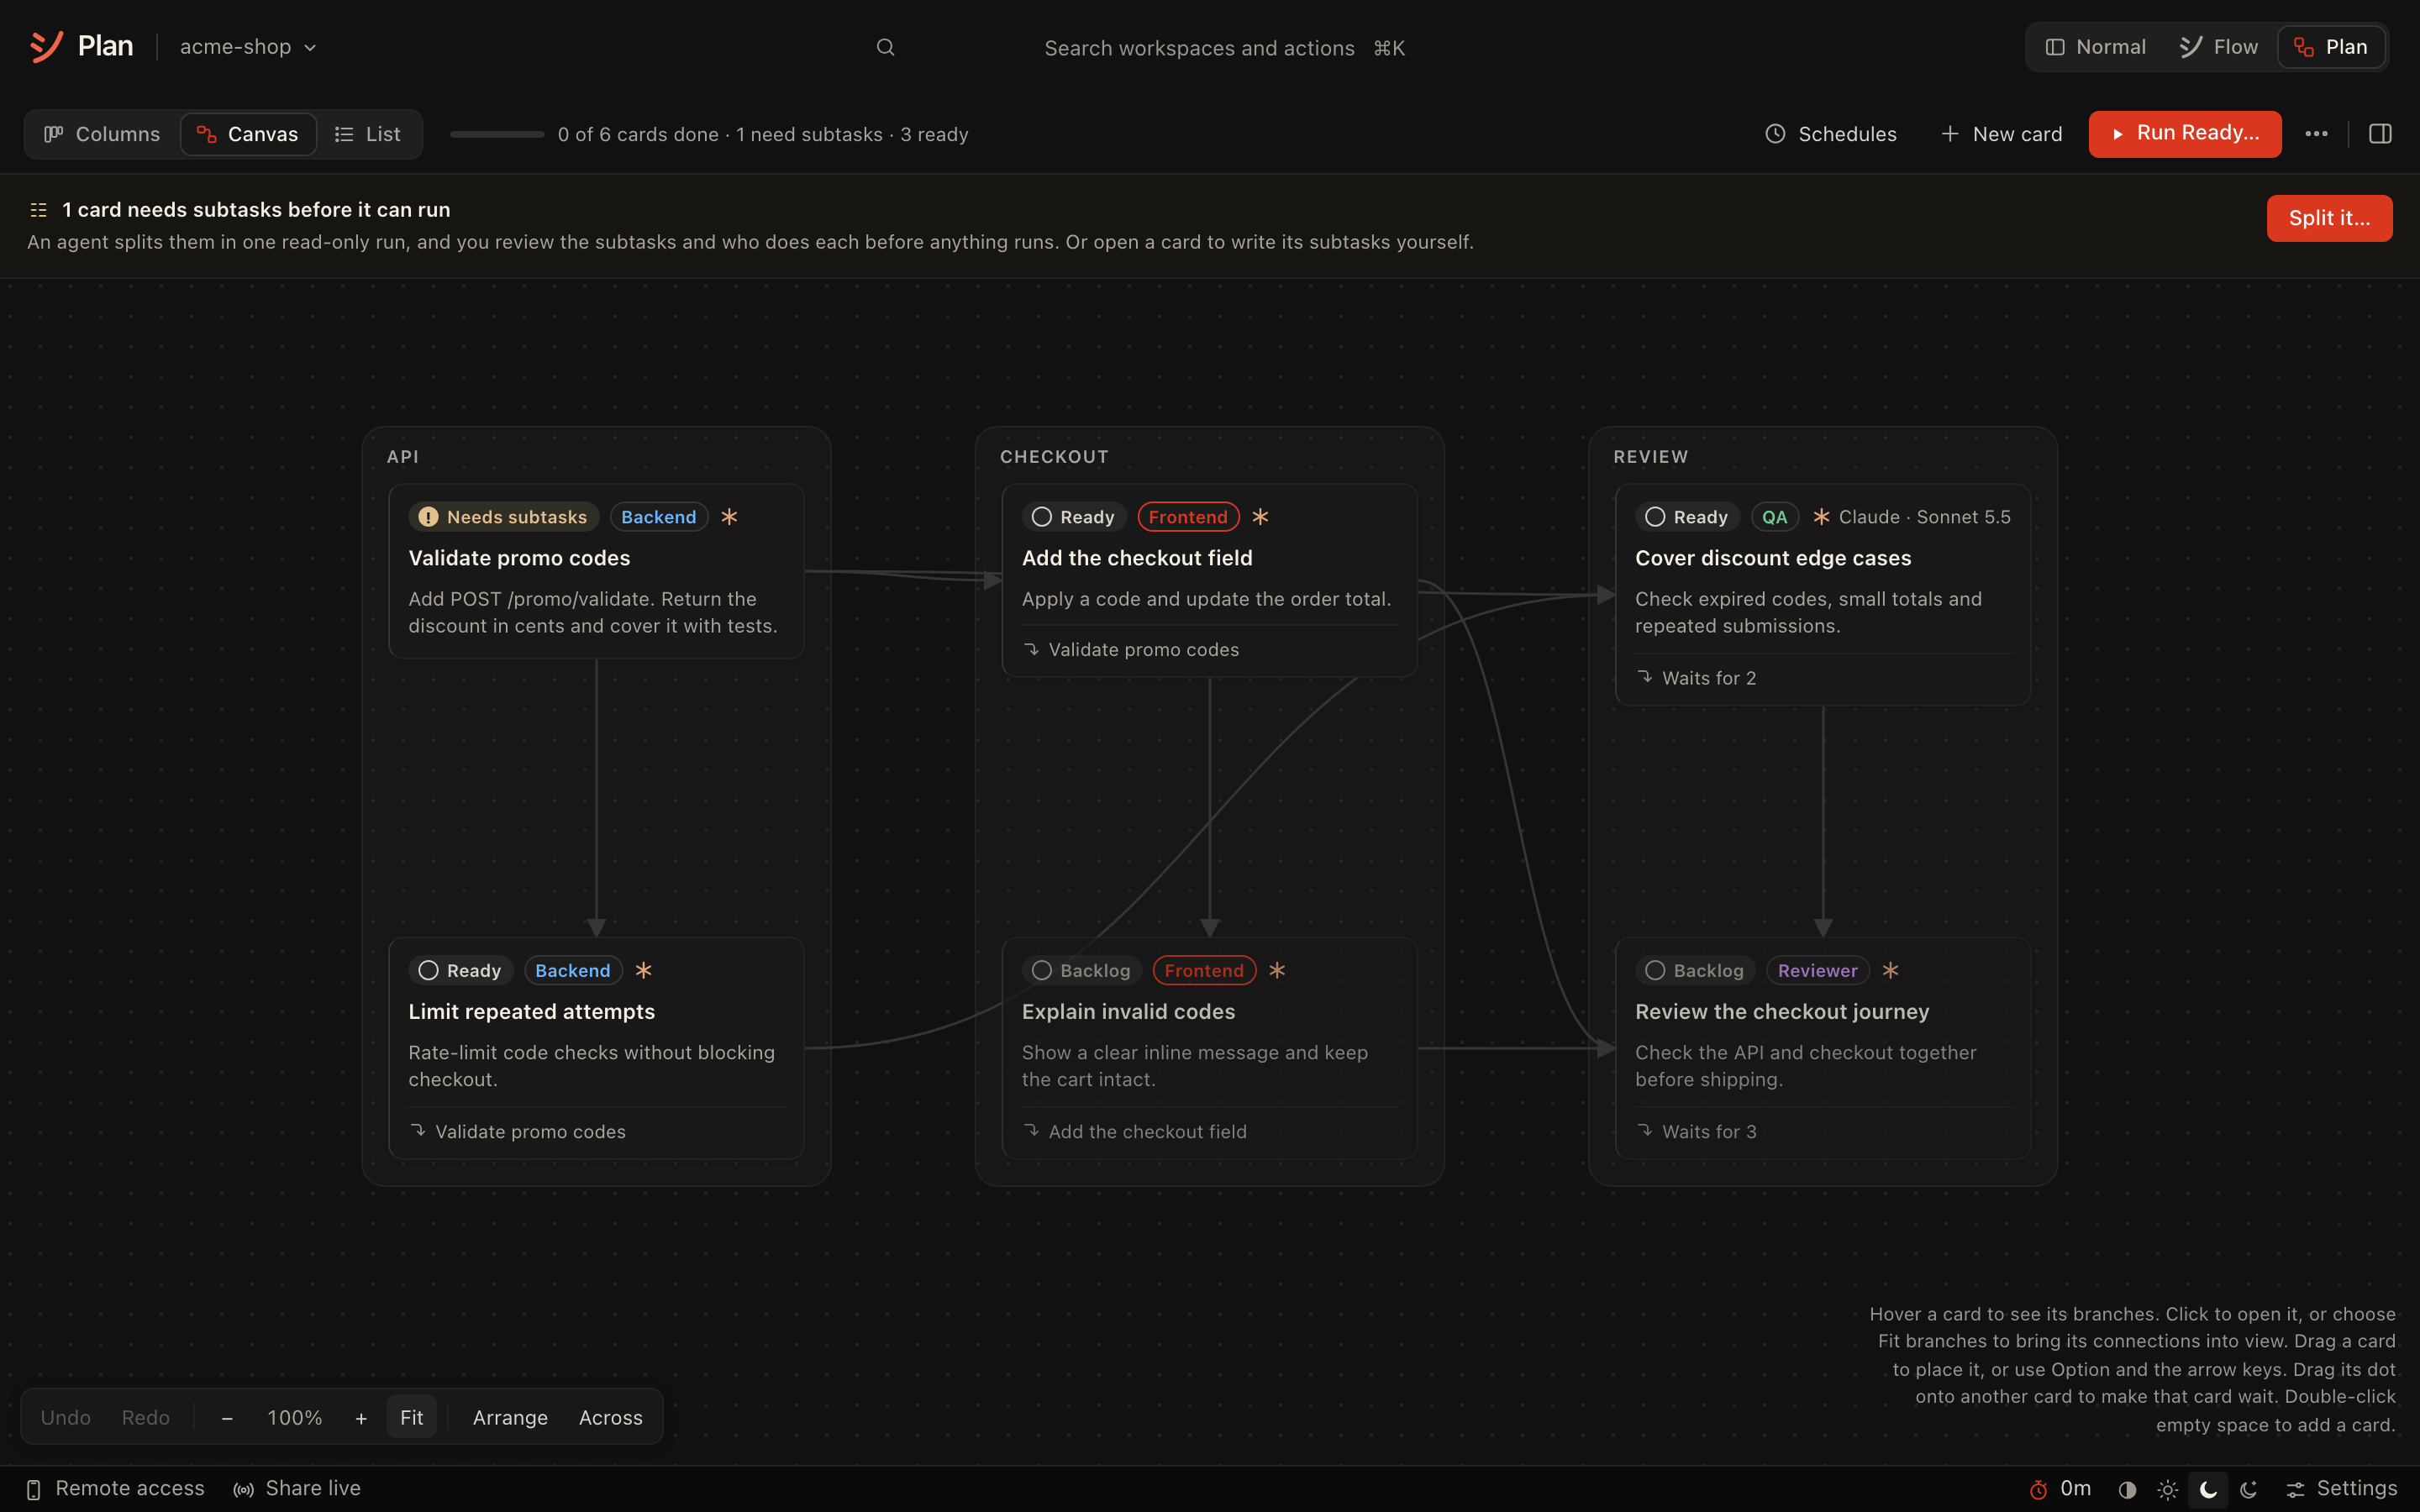 Plan
acme-shop
Search workspaces and actions ⌘K
Normal
Flow
Plan
Columns
Canvas
List
0 of 6 cards done · 1 need subtasks · 3 ready
Schedules
New card
Run Ready...
1 card needs subtasks before it can run
An agent splits them in one read-only run, and you review the subtasks and who does each before anything runs. Or open a card to write its subtasks yourself.
Split it...
API
Needs subtasks
Backend
Validate promo codes
Add POST /promo/validate. Return the
discount in cents and cover it with tests.
Ready
Backend
Limit repeated attempts
Rate-limit code checks without blocking
checkout.
Validate promo codes
CHECKOUT
Ready
Frontend
Add the checkout field
Apply a code and update the order total.
Validate promo codes
Backlog
Frontend
Explain invalid codes
Show a clear inline message and keep
the cart intact.
Add the checkout field
REVIEW
Ready
QA
Claude · Sonnet 5.5
Cover discount edge cases
Check expired codes, small totals and
repeated submissions.
Waits for 2
Backlog
Reviewer
Review the checkout journey
Check the API and checkout together
before shipping.
Waits for 3
Hover a card to see its branches. Click to open it, or choose
Fit branches to bring its connections into view. Drag a card
to place it, or use Option and the arrow keys. Drag its dot
onto another card to make that card wait. Double-click
empty space to add a card.
Undo
Redo
− 100% +
Fit
Arrange
Across
Remote access
Share live
0m
Settings